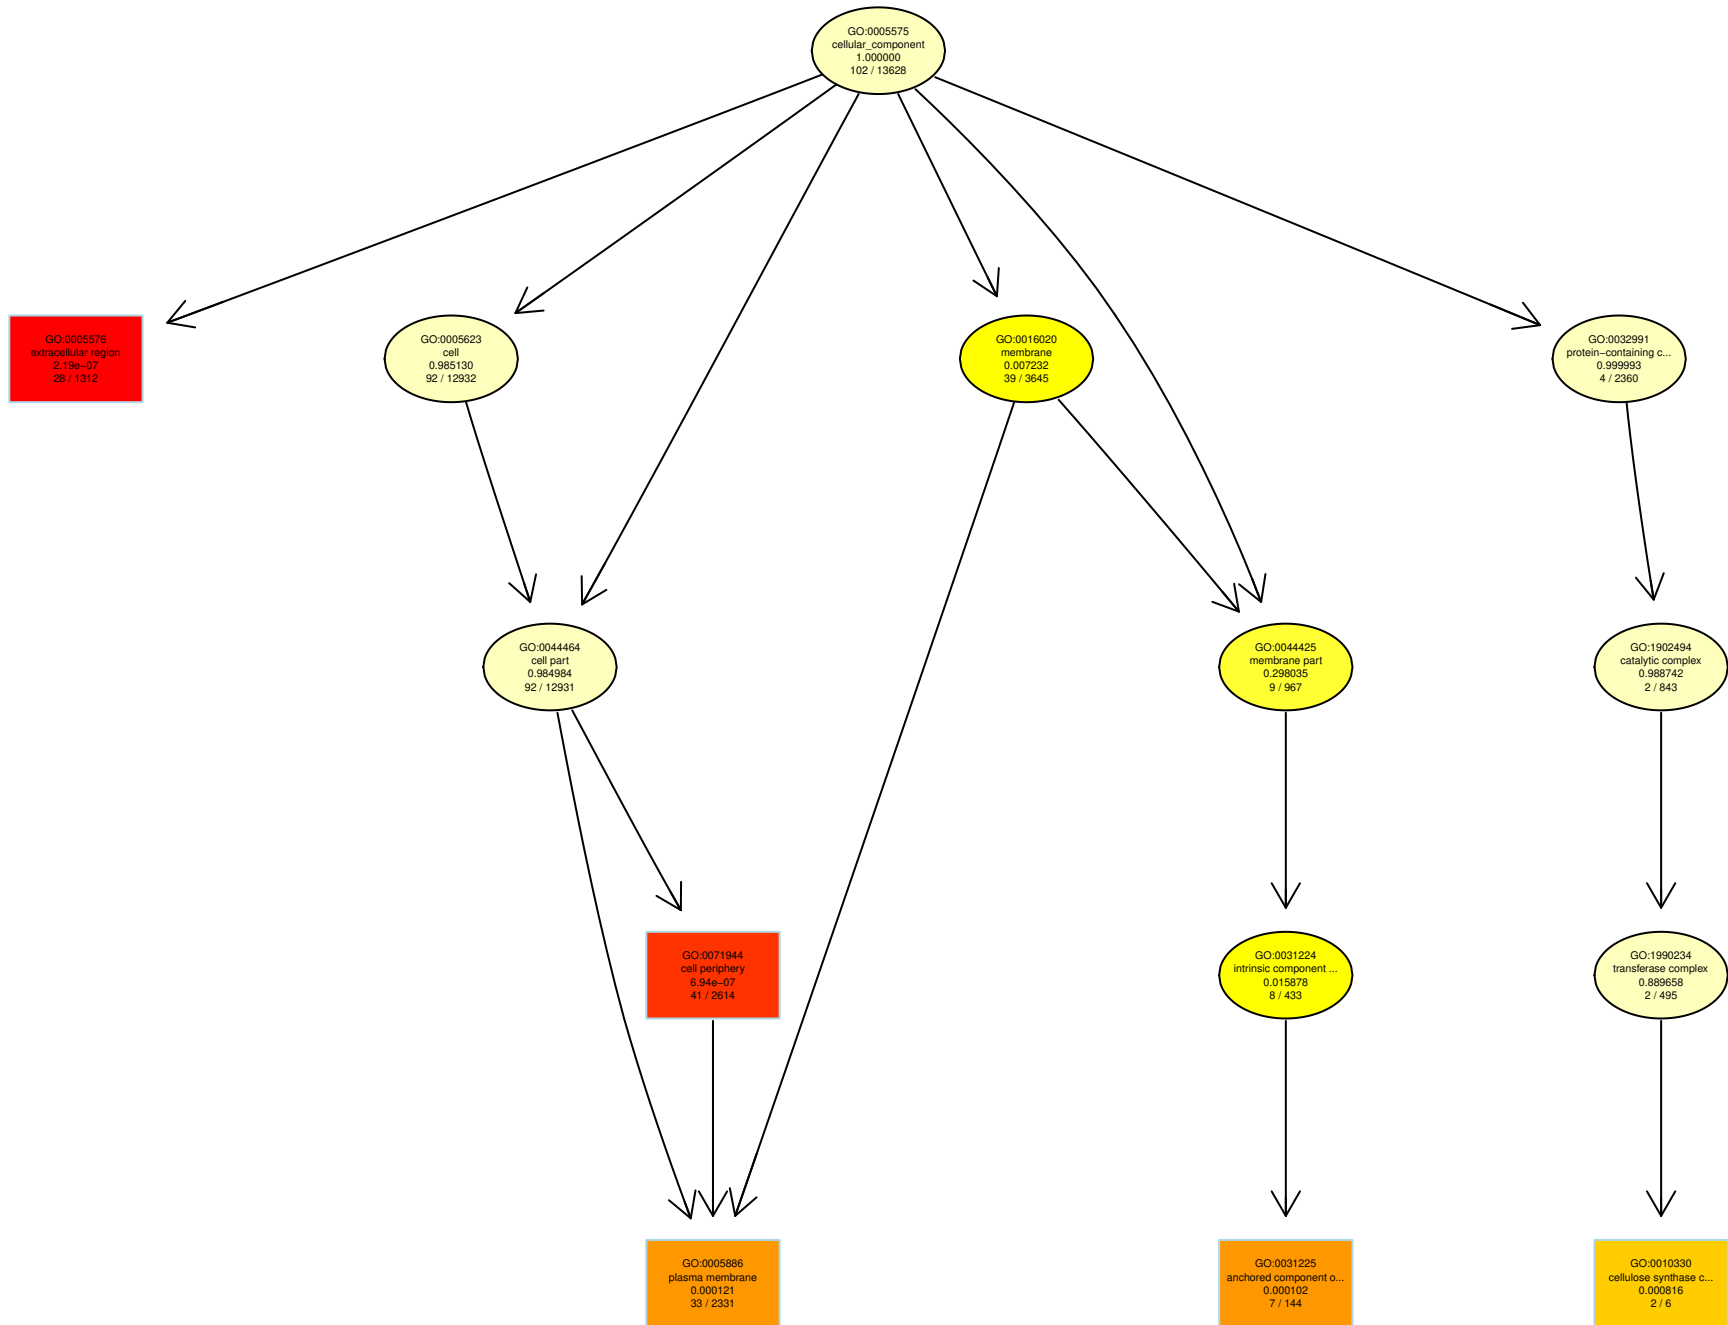 GO:0005575
cellular_component
1.000000
102 / 13628
GO:0005576
extracellular region
2.19e−07
26 / 1312
GO:0005623
cell
0.985130
92 / 12932
GO:0016020
membrane
0.007232
39 / 3645
GO:0032991
protein−containing c...
0.999993
4 / 2360
GO:0044464
cell part
0.984984
92 / 12931
GO:0044425
membrane part
0.298035
9 / 967
GO:1902494
catalytic complex
0.988742
2 / 843
GO:0071944
cell periphery
6.94e−07
41 / 2614
GO:0031224
intrinsic component ...
0.015878
8 / 433
GO:1990234
transferase complex
0.889658
2 / 495
GO:0005886
plasma membrane
0.000121
33 / 2331
GO:0031225
anchored component o...
0.000102
7 / 144
GO:0010330
cellulose synthase c...
0.000816
2 / 6